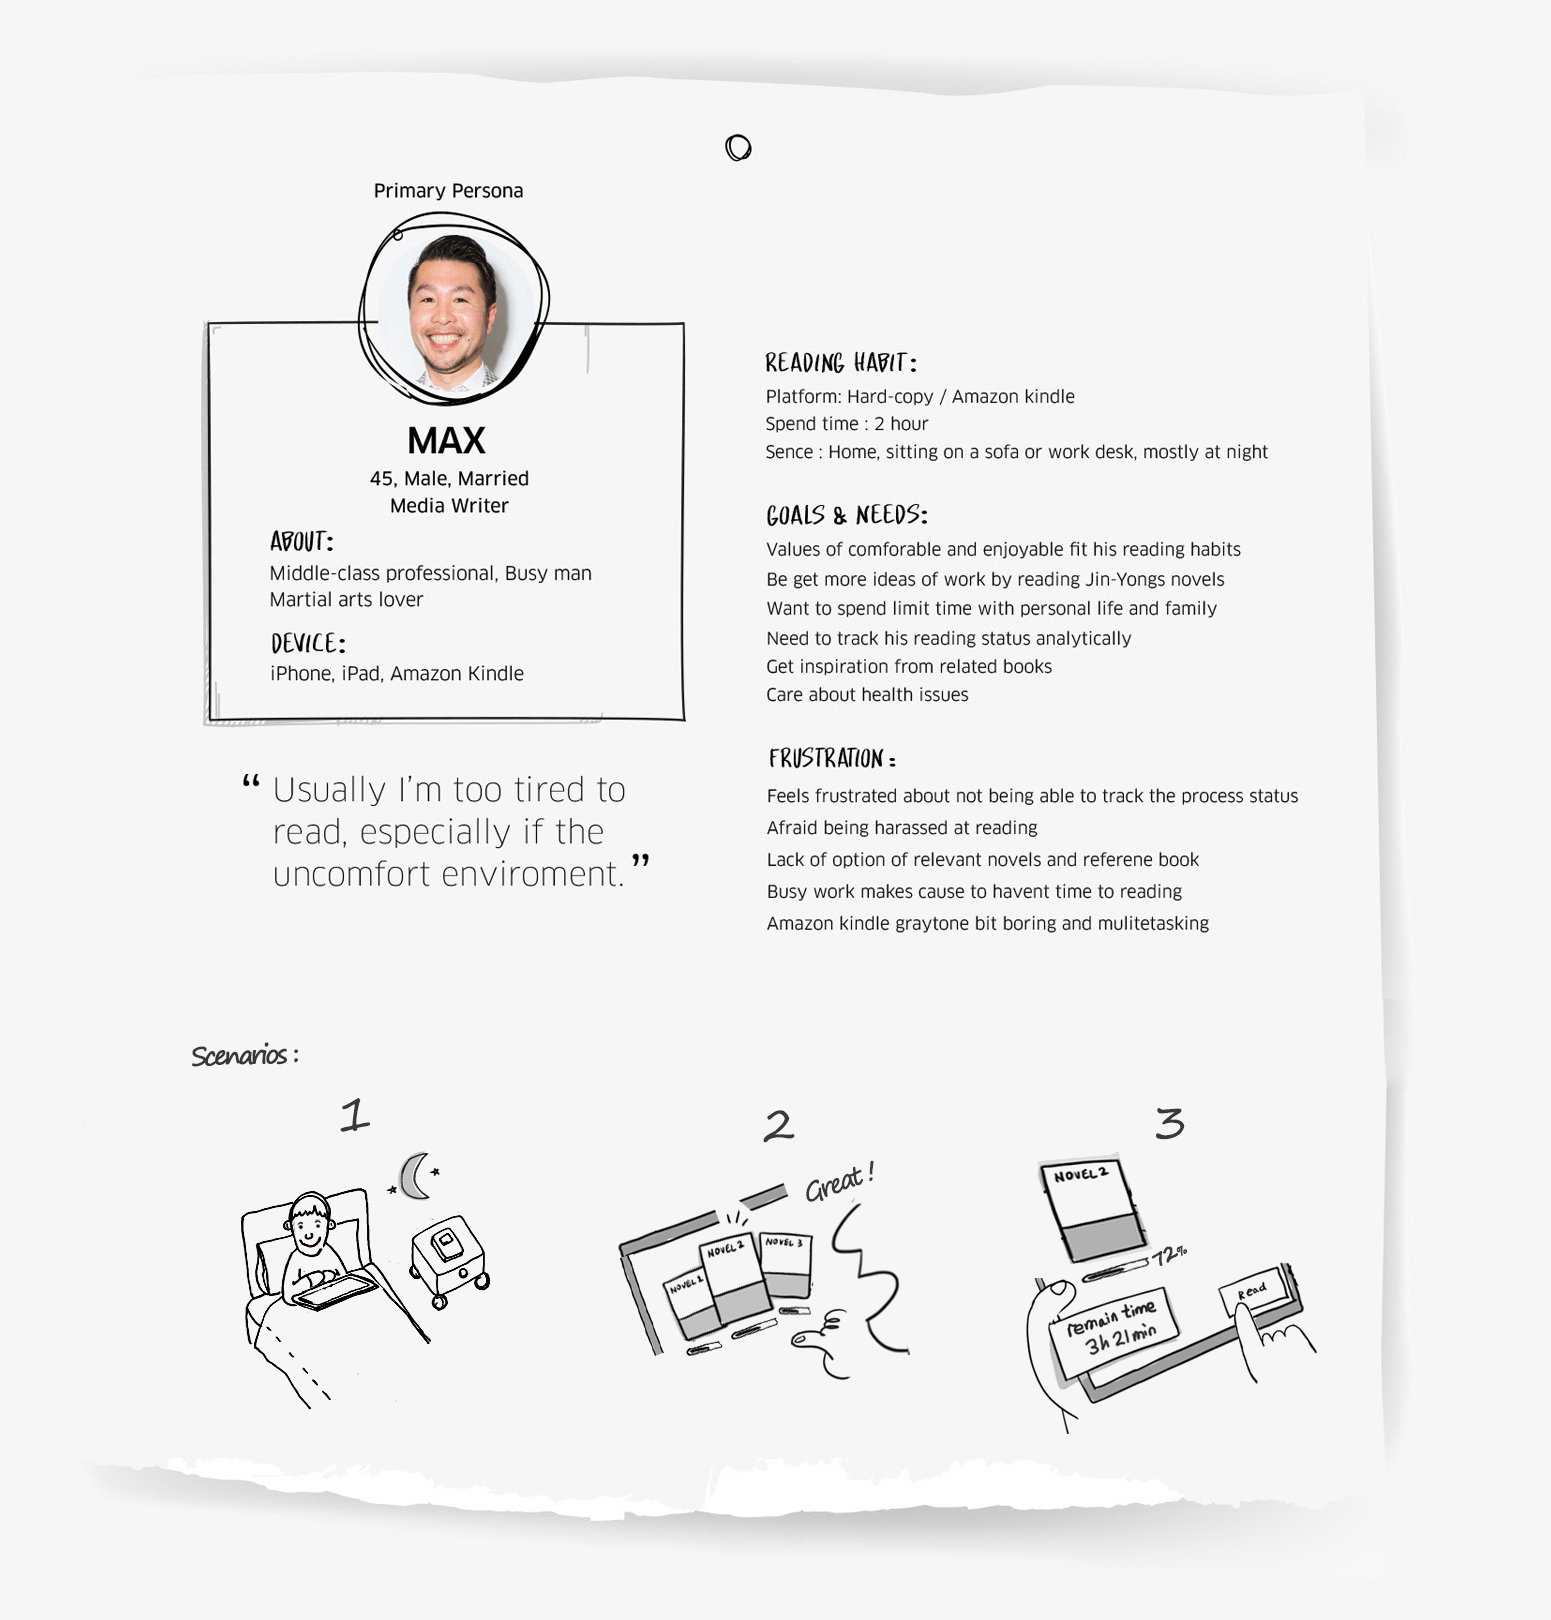 Primary Persona
MAX
45, Male, Married
Media Writer
ABOUT:
Middle-class professional, Busy man
Martial arts lover
DEVICE:
iPhone, iPad, Amazon Kindle
“ Usually I’m too tired to
read, especially if the
uncomfort enviroment. ”
READING HABIT:
Platform: Hard-copy / Amazon kindle
Spend time : 2 hour
Sence : Home, sitting on a sofa or work desk, mostly at night
GOALS & NEEDS:
Values of comforable and enjoyable fit his reading habits
Be get more ideas of work by reading Jin-Yongs novels
Want to spend limit time with personal life and family
Need to track his reading status analytically
Get inspiration from related books
Care about health issues
FRUSTRATION :
Feels frustrated about not being able to track the process status
Afraid being harassed at reading
Lack of option of relevant novels and referene book
Busy work makes cause to havent time to reading
Amazon kindle graytone bit boring and mulitetasking
Scenarios :
1
2
Great !
NOVEL 1
NOVEL 2
NOVEL 3
3
NOVEL 2
72%
remain time
3h 21min
Read